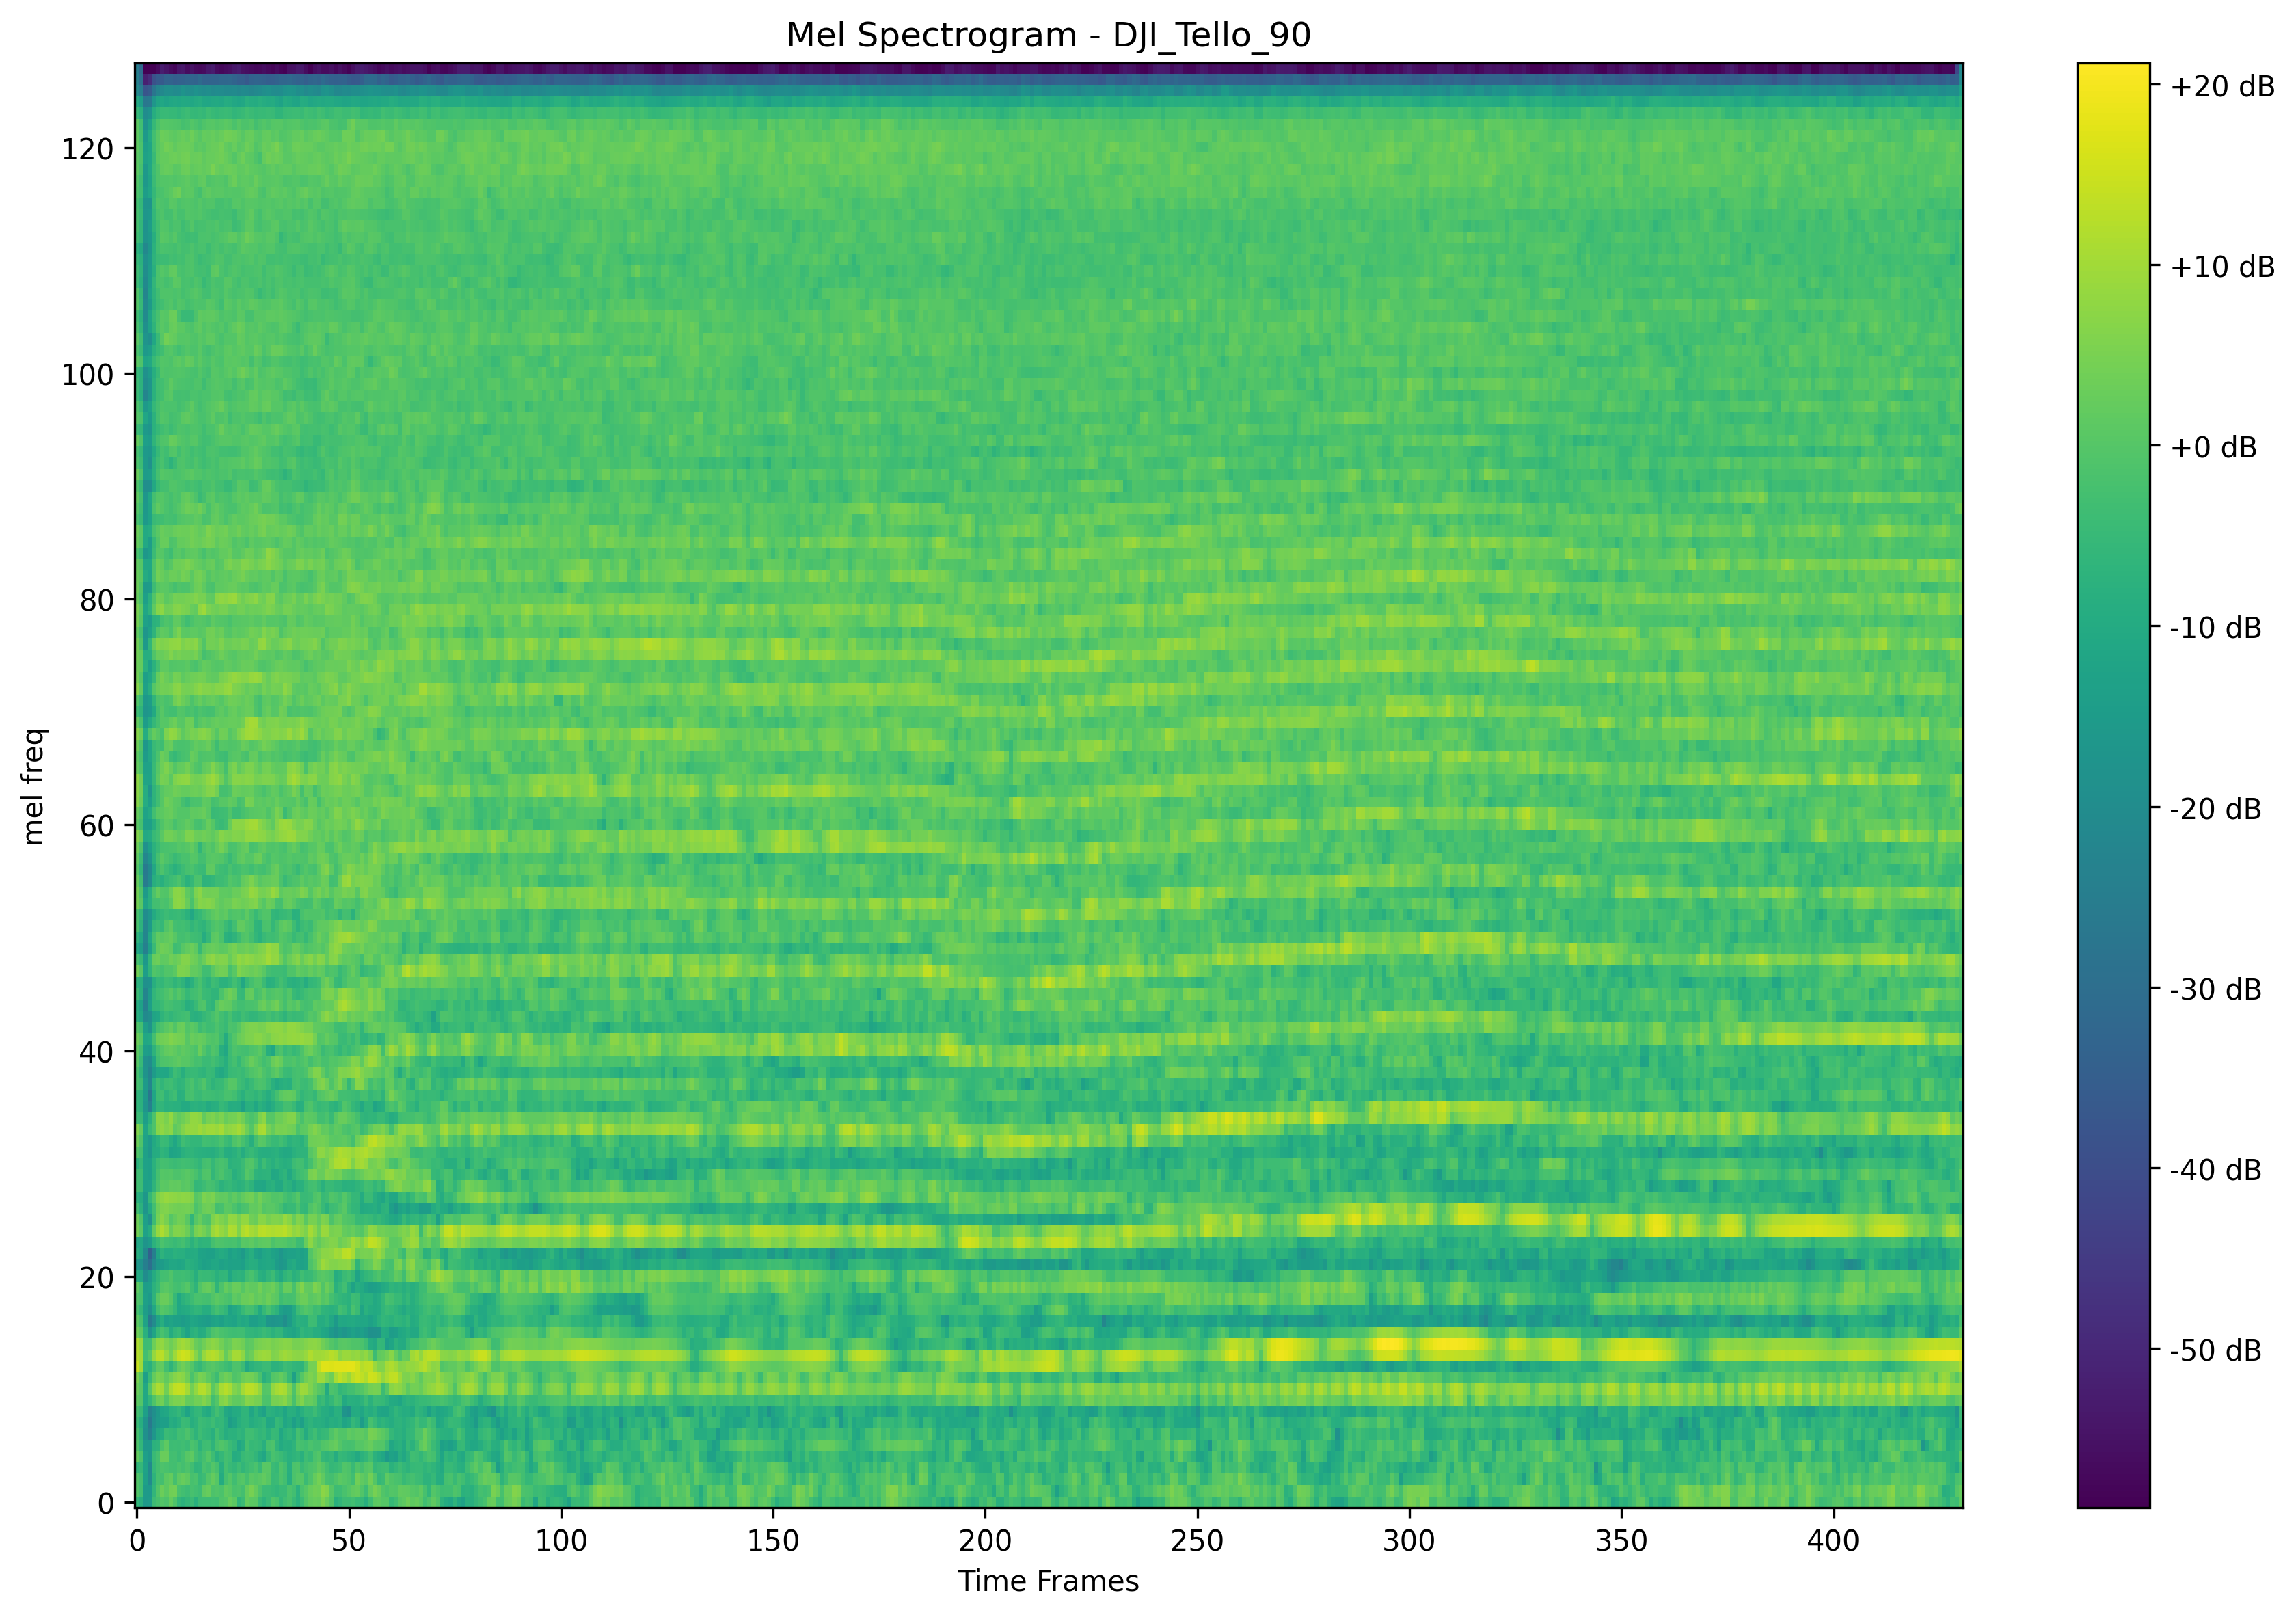 Mel Spectrogram - DJI_Tello_90
mel freq
120
100
80
60
40
20
0
0 50 100 150 200 250 300 350 400
Time Frames
+20 dB
+10 dB
+0 dB
-10 dB
-20 dB
-30 dB
-40 dB
-50 dB